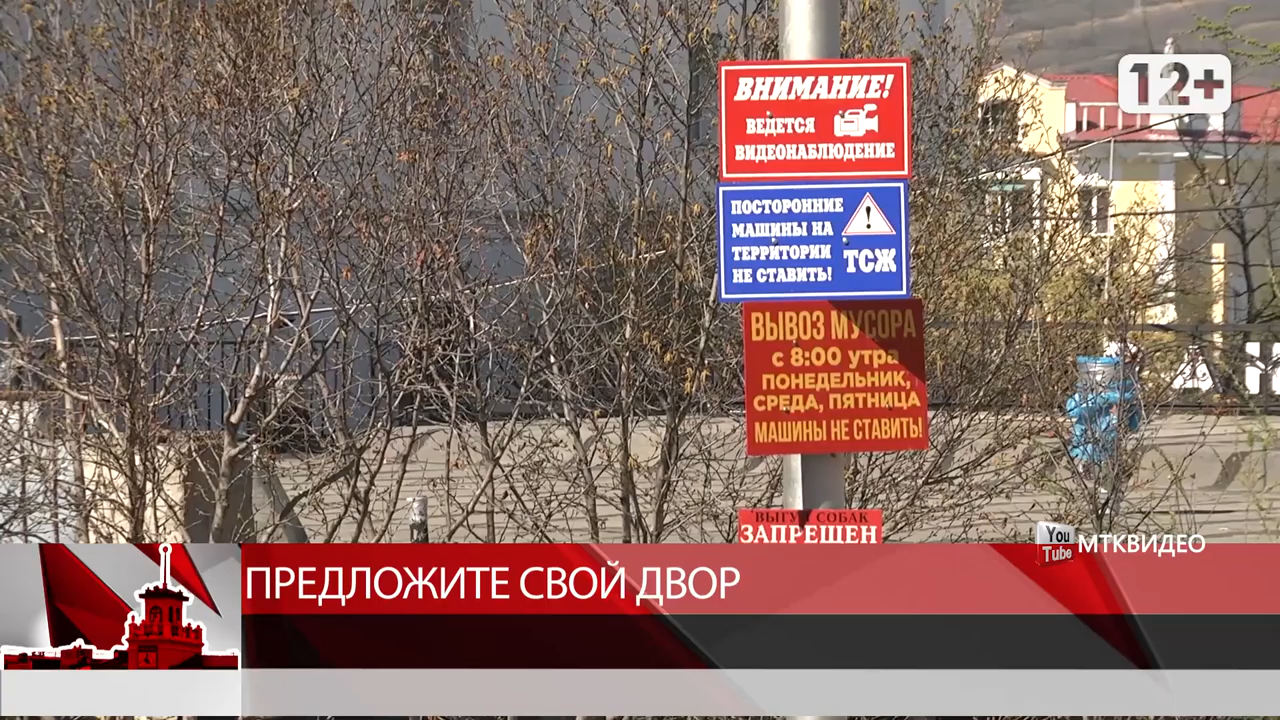 12+
ВНИМАНИЕ!
ВЕДЕТСЯ
ВИДЕОНАБЛЮДЕНИЕ
ПОСТОРОННИЕ
МАШИНЫ НА
ТЕРРИТОРИИ
НЕ СТАВИТЬ!
ТСЖ
ВЫВОЗ МУСОРА
с 8:00 утра
ПОНЕДЕЛЬНИК,
СРЕДА, ПЯТНИЦА
МАШИНЫ НЕ СТАВИТЬ!
ВЫГУЛ СОБАК
ЗАПРЕЩЕН
You
Tube
МТКВИДЕО
ПРЕДЛОЖИТЕ СВОЙ ДВОР